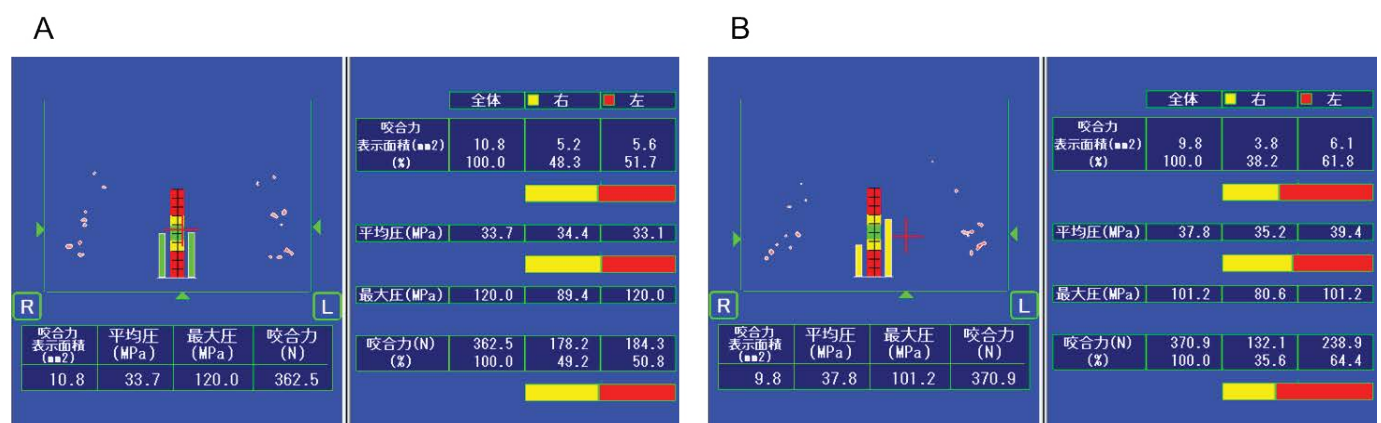 A
全体 右 左
咬合力
表示面積(mm2) 10.8 5.2 5.6
(%) 100.0 48.3 51.7
平均圧(MPa) 33.7 34.4 33.1
最大圧(MPa) 120.0 89.4 120.0
咬合力(N) 362.5 178.2 184.3
(%) 100.0 49.2 50.8
R L
咬合力 平均圧 最大圧 咬合力
表示面積 (MPa) (MPa) (N)
(mm2)
10.8 33.7 120.0 362.5
B
全体 右 左
咬合力
表示面積(mm2) 9.8 3.8 6.1
(%) 100.0 38.2 61.8
平均圧(MPa) 37.8 35.2 39.4
最大圧(MPa) 101.2 80.6 101.2
咬合力(N) 370.9 132.1 238.9
(%) 100.0 35.6 64.4
R L
咬合力 平均圧 最大圧 咬合力
表示面積 (MPa) (MPa) (N)
(mm2)
9.8 37.8 101.2 370.9